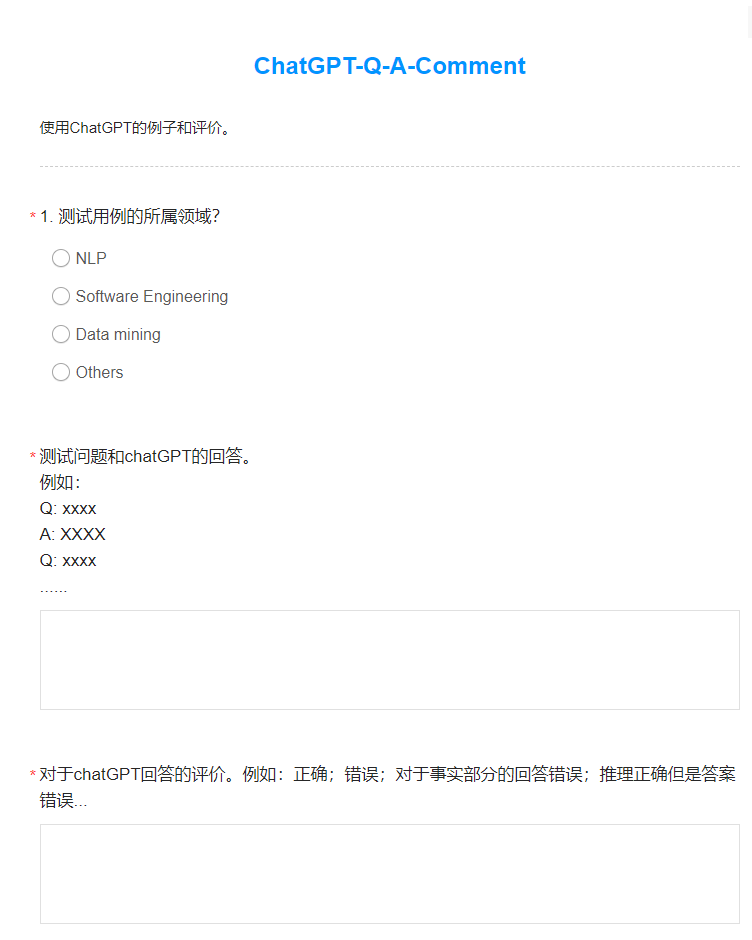 ChatGPT-Q-A-Comment
使用ChatGPT的例子和评价。
* 1. 测试用例的所属领域?
NLP
Software Engineering
Data mining
Others
* 测试问题和chatGPT的回答。
例如：
Q: xxxx
A: XXXX
Q: xxxx
......
* 对于chatGPT回答的评价。例如：正确；错误；对于事实部分的回答错误；推理正确但是答案
错误...